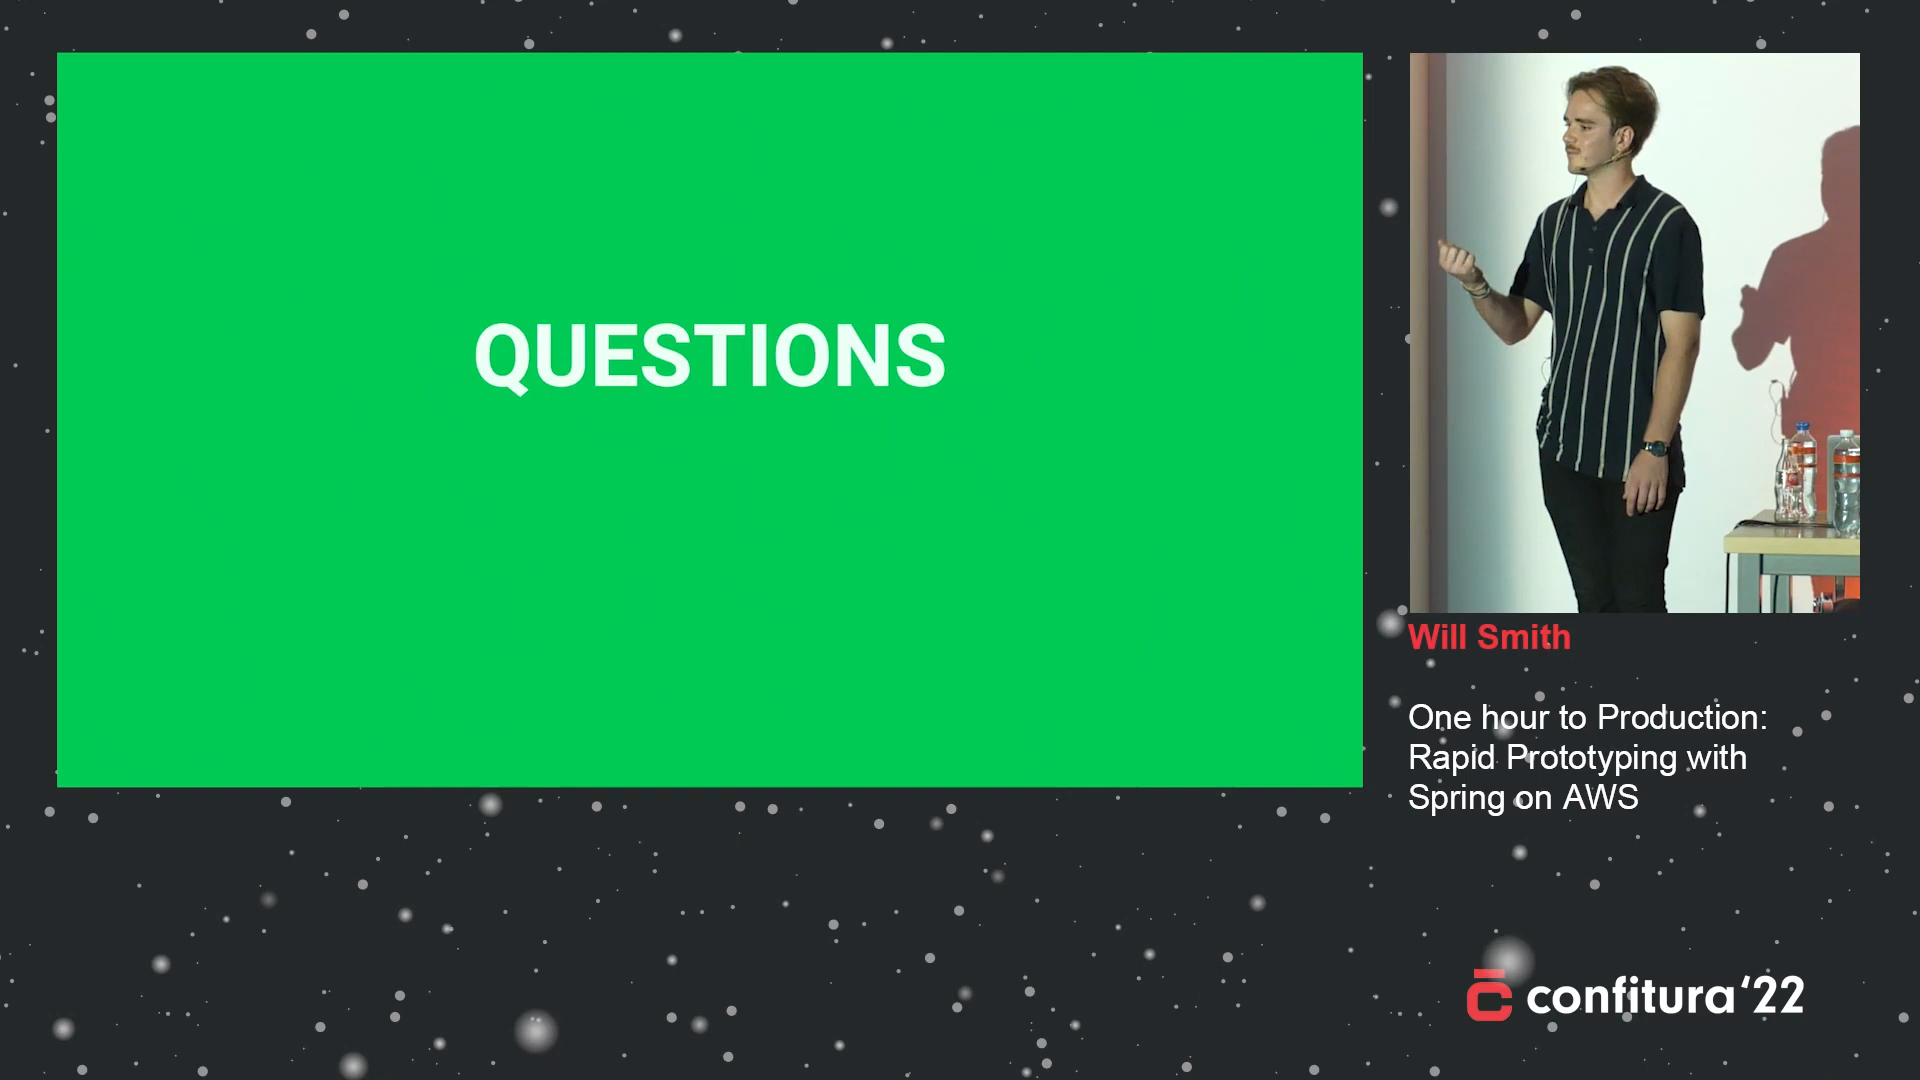 QUESTIONS
Will Smith
One hour to Production:
Rapid Prototyping with
Spring on AWS
confitura‘22